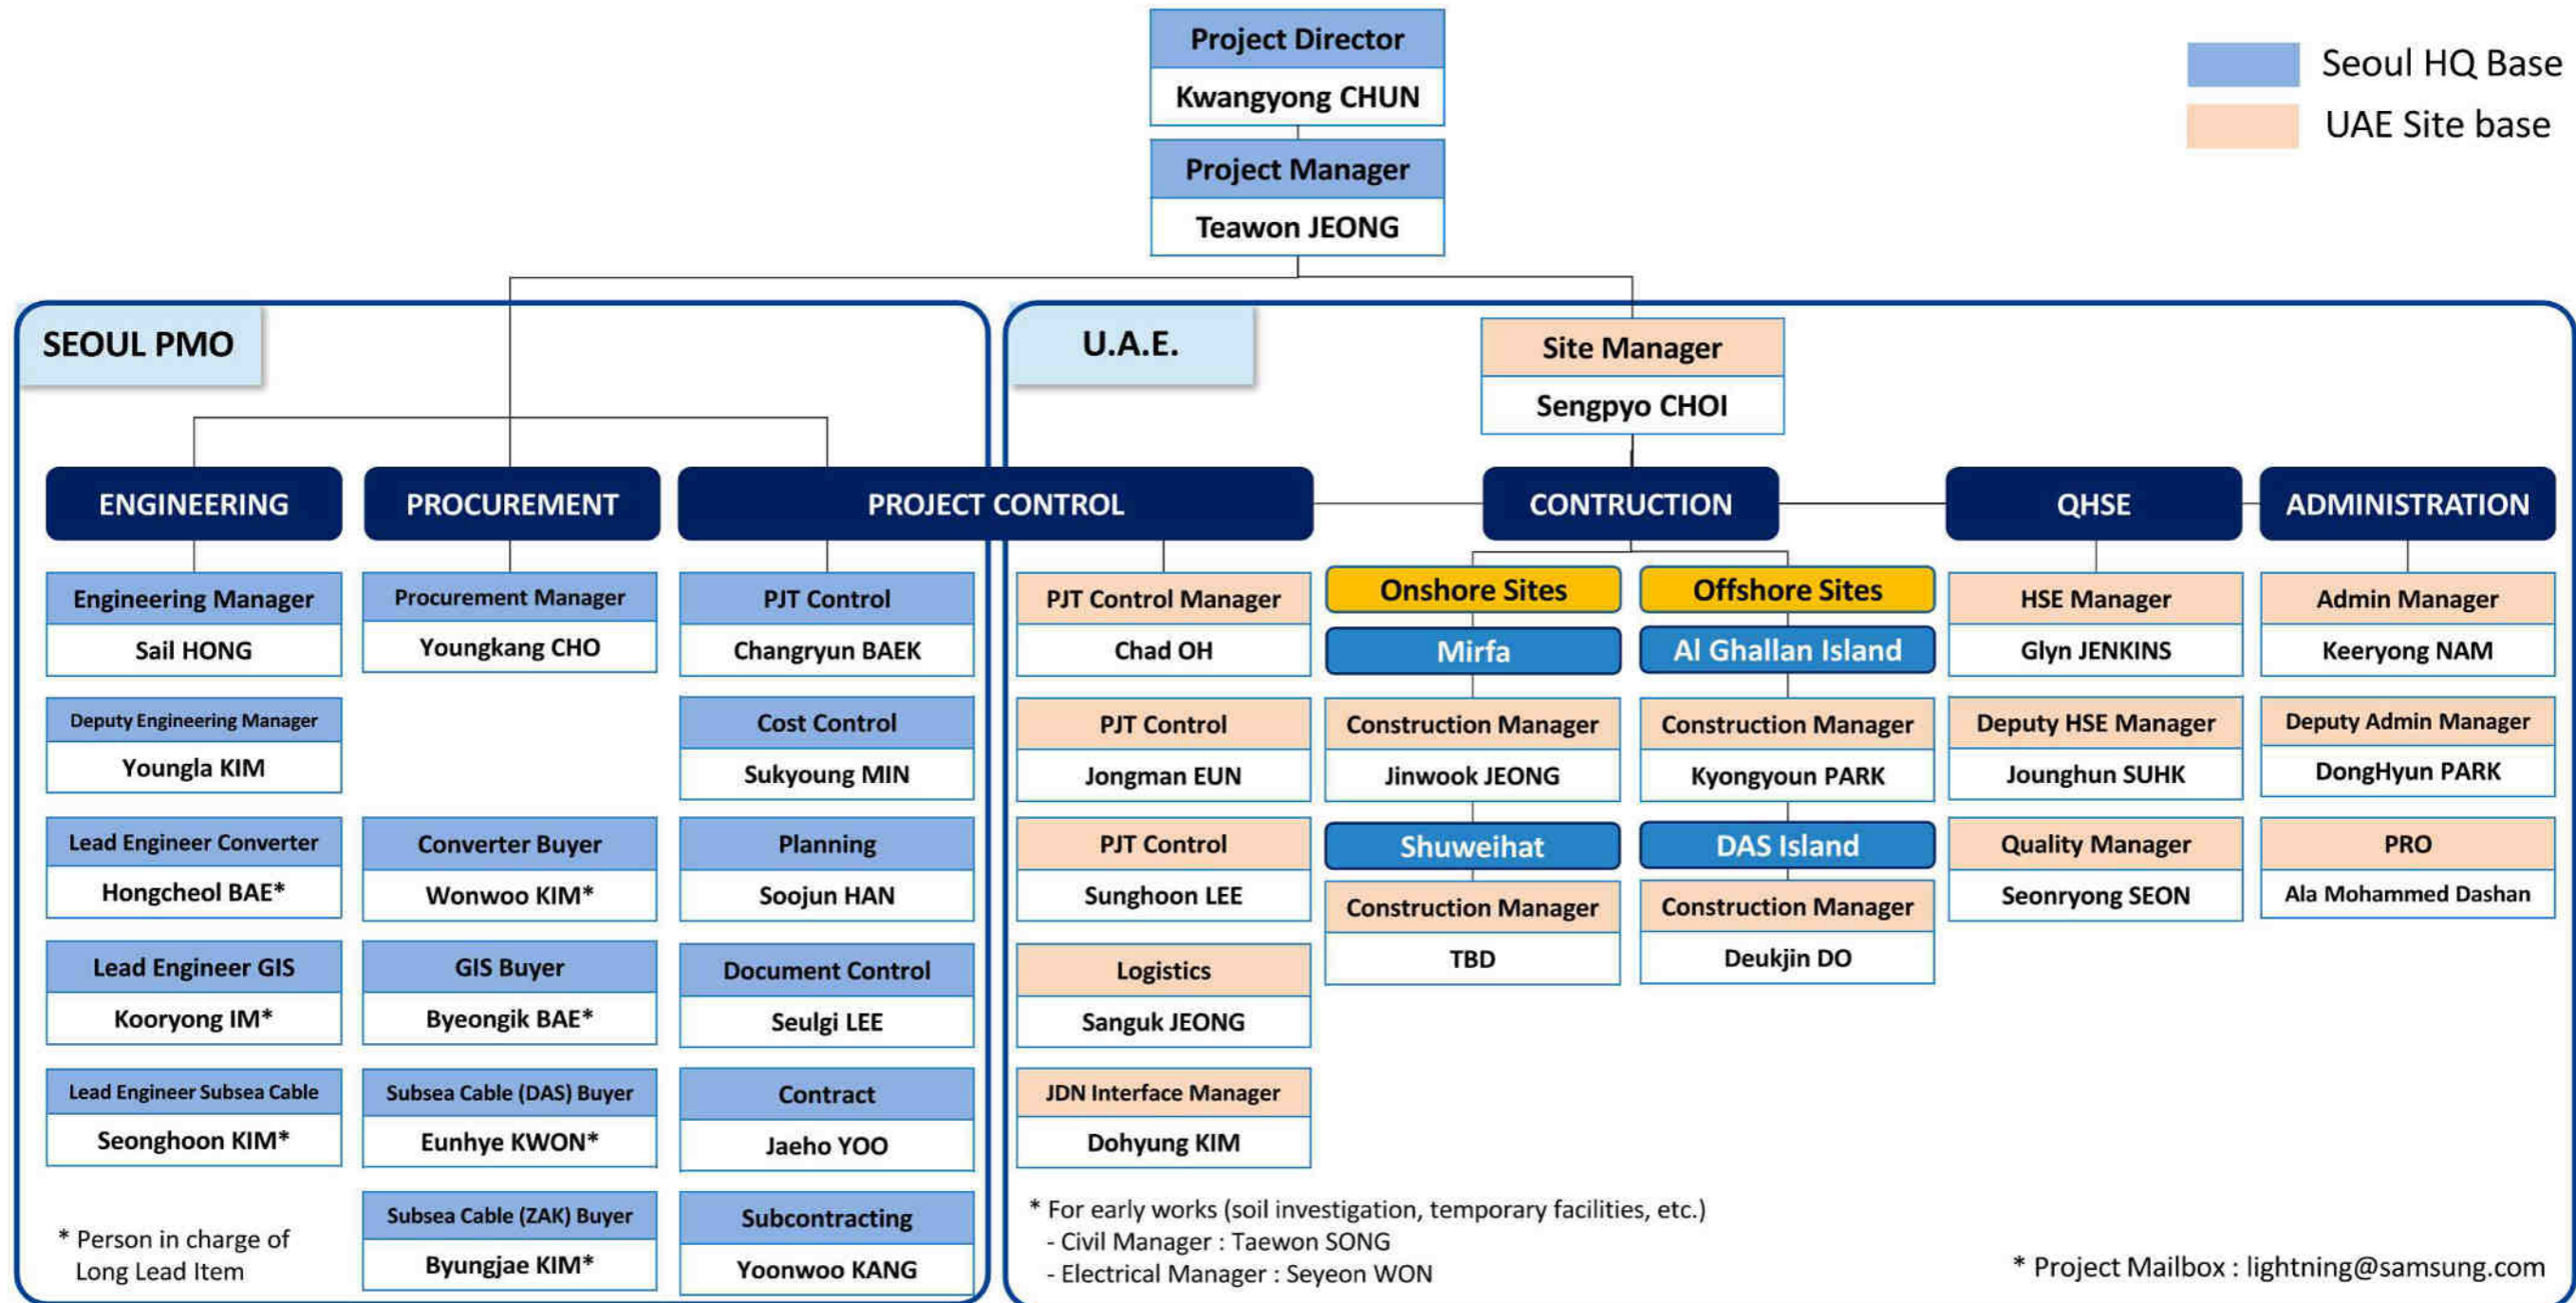 Project Director
Kwangyong CHUN
Project Manager
Teawon JEONG
Seoul HQ Base
UAE Site base
SEOUL PMO
U.A.E.
Site Manager
Sengpyo CHOI
ENGINEERING
PROCUREMENT
PROJECT CONTROL
CONTRUCTION
QHSE
ADMINISTRATION
Engineering Manager
Sail HONG
Deputy Engineering Manager
Youngla KIM
Lead Engineer Converter
Hongcheol BAE*
Lead Engineer GIS
Kooryong IM*
Lead Engineer Subsea Cable
Seonghoon KIM*
* Person in charge of
Long Lead Item
Procurement Manager
Youngkang CHO
Converter Buyer
Wonwoo KIM*
GIS Buyer
Byeongik BAE*
Subsea Cable (DAS) Buyer
Eunhye KWON*
Subsea Cable (ZAK) Buyer
Byungjae KIM*
PJT Control
Changryun BAEK
Cost Control
Sukyoung MIN
Planning
Soojun HAN
Document Control
Seulgi LEE
Contract
Jaeho YOO
Subcontracting
Yoonwoo KANG
PJT Control Manager
Chad OH
PJT Control
Jongman EUN
PJT Control
Sunghoon LEE
Logistics
Sanguk JEONG
JDN Interface Manager
Dohyung KIM
Onshore Sites
Mirfa
Construction Manager
Jinwook JEONG
Shuweihat
Construction Manager
TBD
Offshore Sites
Al Ghallan Island
Construction Manager
Kyongyoun PARK
DAS Island
Construction Manager
Deukjin DO
HSE Manager
Glyn JENKINS
Deputy HSE Manager
Jounghun SUHK
Quality Manager
Seonryong SEON
Admin Manager
Keeryong NAM
Deputy Admin Manager
DongHyun PARK
PRO
Ala Mohammed Dashan
* For early works (soil investigation, temporary facilities, etc.)
- Civil Manager : Taewon SONG
- Electrical Manager : Seyeon WON
* Project Mailbox : lightning@samsung.com